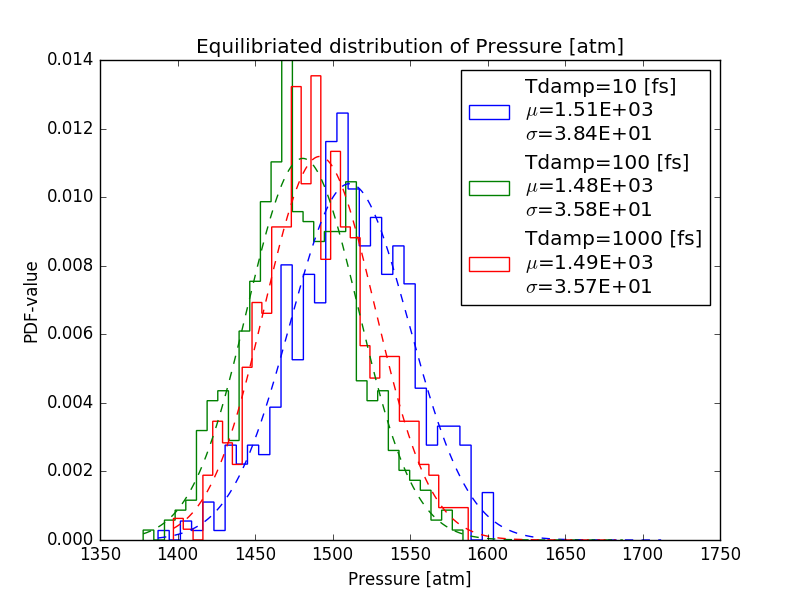 Equilibriated distribution of Pressure [atm]
0.014
0.012
0.010
0.008
0.006
0.004
0.002
0.000
PDF-value
Tdamp=10 [fs]
μ=1.51E+03
σ=3.84E+01
Tdamp=100 [fs]
μ=1.48E+03
σ=3.58E+01
Tdamp=1000 [fs]
μ=1.49E+03
σ=3.57E+01
1350 1400 1450 1500 1550 1600 1650 1700 1750
Pressure [atm]